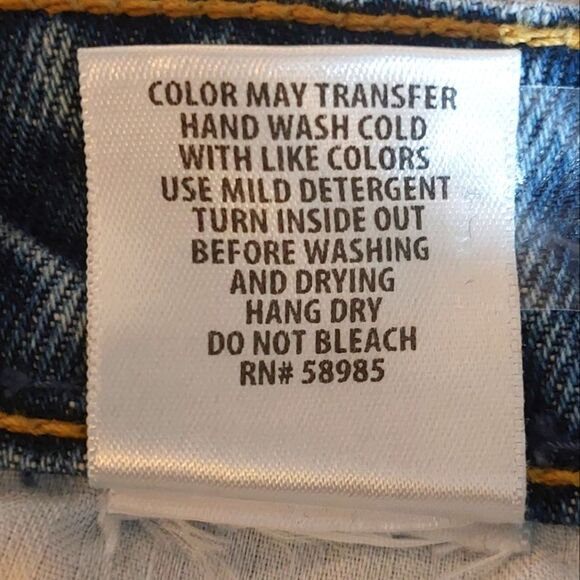 COLOR MAY TRANSFER
HAND WASH COLD
WITH LIKE COLORS
USE MILD DETERGENT
TURN INSIDE OUT
BEFORE WASHING
AND DRYING
HANG DRY
DO NOT BLEACH
RN# 58985